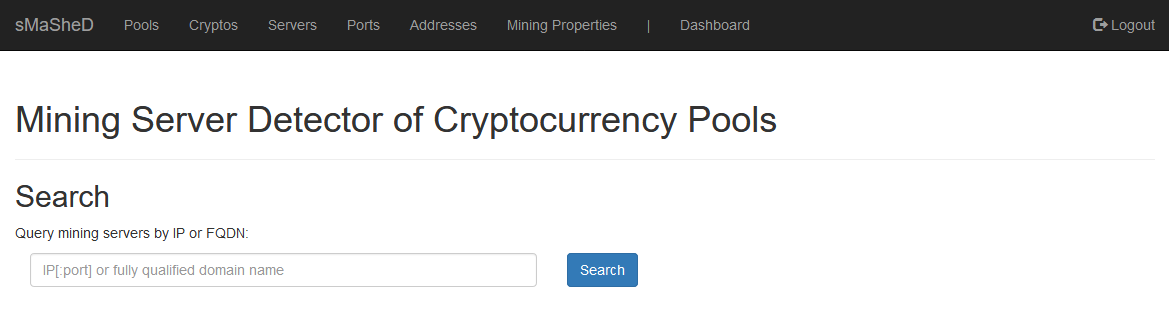 sMaSheD Pools Cryptos Servers Ports Addresses Mining Properties | Dashboard Logout
Mining Server Detector of Cryptocurrency Pools
Search
Query mining servers by IP or FQDN:
IP[:port] or fully qualified domain name Search